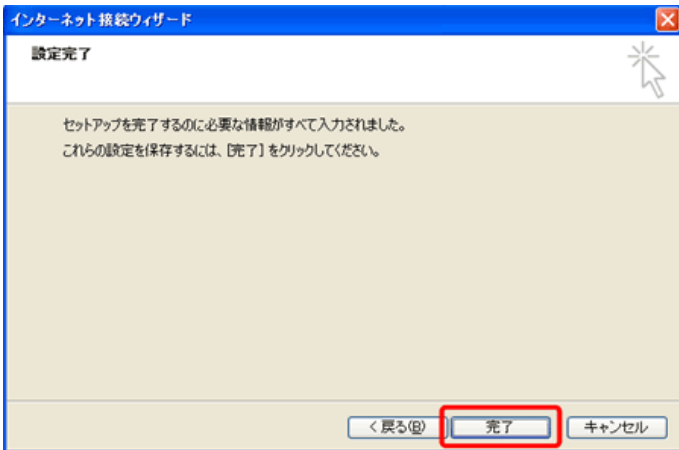 インターネット接続ウィザード
設定完了
セットアップを完了するのに必要な情報がすべて入力されました。
これらの設定を保存するには、[完了] をクリックしてください。
< 戻る(B)
完了
キャンセル